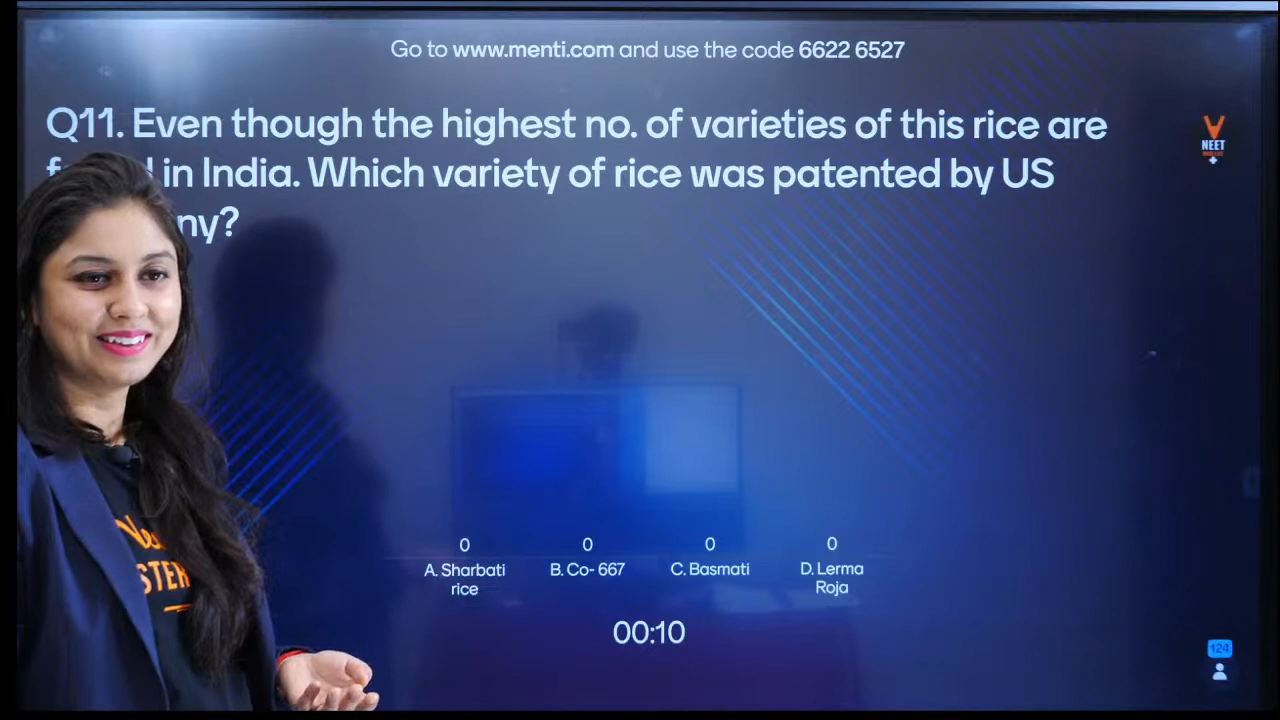 Go to www.menti.com and use the code 6622 6527
Q11. Even though the highest no. of varieties of this rice are
in India. Which variety of rice was patented by US
ny?
NEET
0
0
0
0
A. Sharbati
rice
B. Co- 667
C. Basmati
D. Lerma
Roja
00:10
124